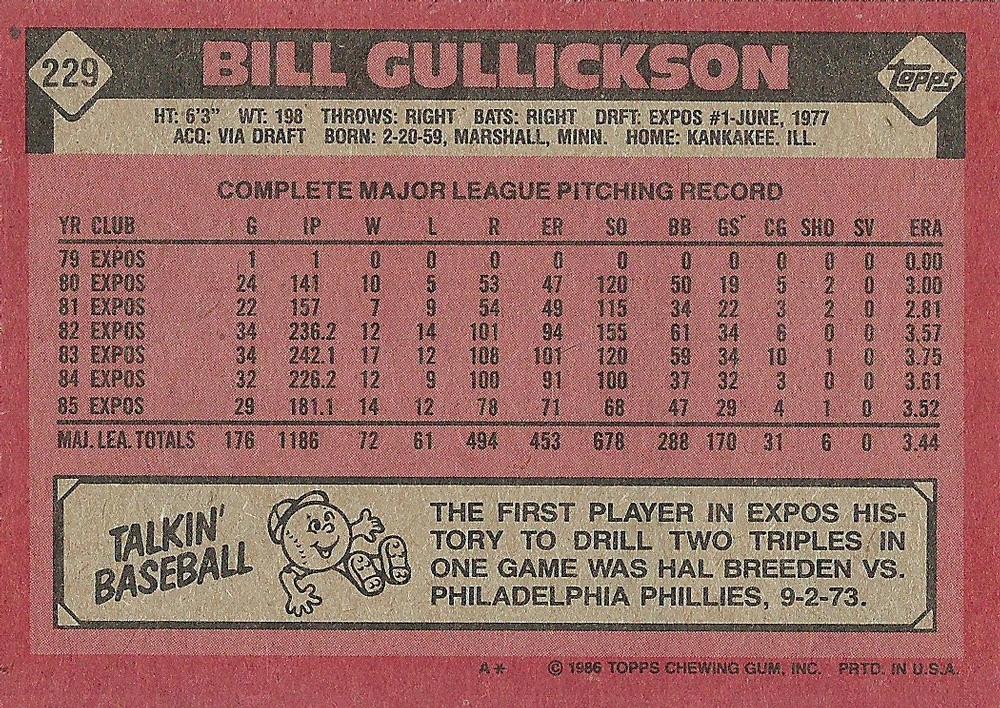 229 BILL GULLICKSON topps
HT: 6'3" WT: 198 THROWS: RIGHT BATS: RIGHT DRFT: EXPOS #1-JUNE, 1977
ACQ: VIA DRAFT BORN: 2-20-59, MARSHALL, MINN. HOME: KANKAKEE. ILL.
COMPLETE MAJOR LEAGUE PITCHING RECORD
YR CLUB G IP W L R ER SO BB GS CG SHO SV ERA
79 EXPOS 1 1 0 0 0 0 0 0 0 0 0 0 0.00
80 EXPOS 24 141 10 5 53 47 120 50 19 5 2 0 3.00
81 EXPOS 22 157 7 9 54 49 115 34 22 3 2 0 2.81
82 EXPOS 34 236.2 12 14 101 94 155 61 34 6 0 0 3.57
83 EXPOS 34 242.1 17 12 108 101 120 59 34 10 1 0 3.75
84 EXPOS 32 226.2 12 9 100 91 100 37 32 3 0 0 3.61
85 EXPOS 29 181.1 14 12 78 71 68 47 29 4 1 0 3.52
MAJ. LEA. TOTALS 176 1186 72 61 494 453 678 288 170 31 6 0 3.44
TALKIN'
BASEBALL
THE FIRST PLAYER IN EXPOS HIS-
TORY TO DRILL TWO TRIPLES IN
ONE GAME WAS HAL BREEDEN VS.
PHILADELPHIA PHILLIES, 9-2-73.
A* © 1986 TOPPS CHEWING GUM, INC. PRTD. IN U.S.A.